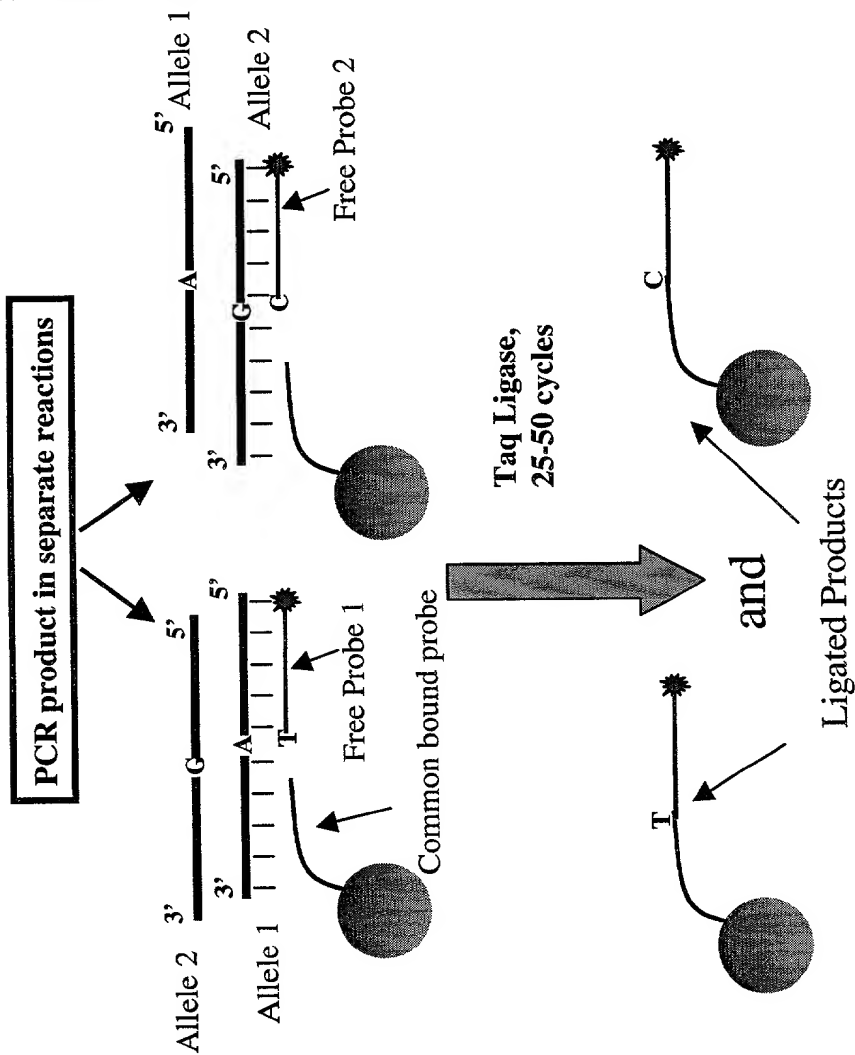 PCR product in separate reactions
Allele 2
3'
G
5'
Allele 1
3'
A
5'
T
Free Probe 1
Common bound probe
3'
A
5'
Allele 1
3'
G
5'
Allele 2
C
Free Probe 2
Taq Ligase,
25-50 cycles
T
and
C
Ligated Products